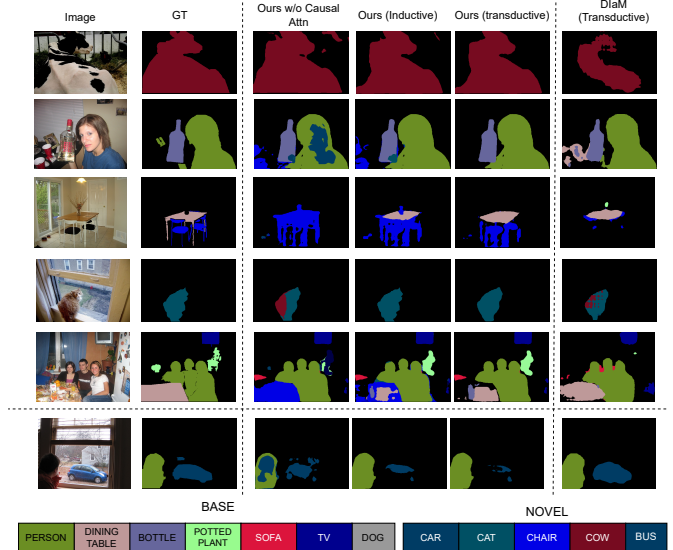 Image
GT
Ours w/o Causal
Attn
Ours (Inductive)
Ours (transductive)
DIaM
(Transductive)
BASE
NOVEL
PERSON
DINING
TABLE
BOTTLE
POTTED
PLANT
SOFA
TV
DOG
CAR
CAT
CHAIR
COW
BUS